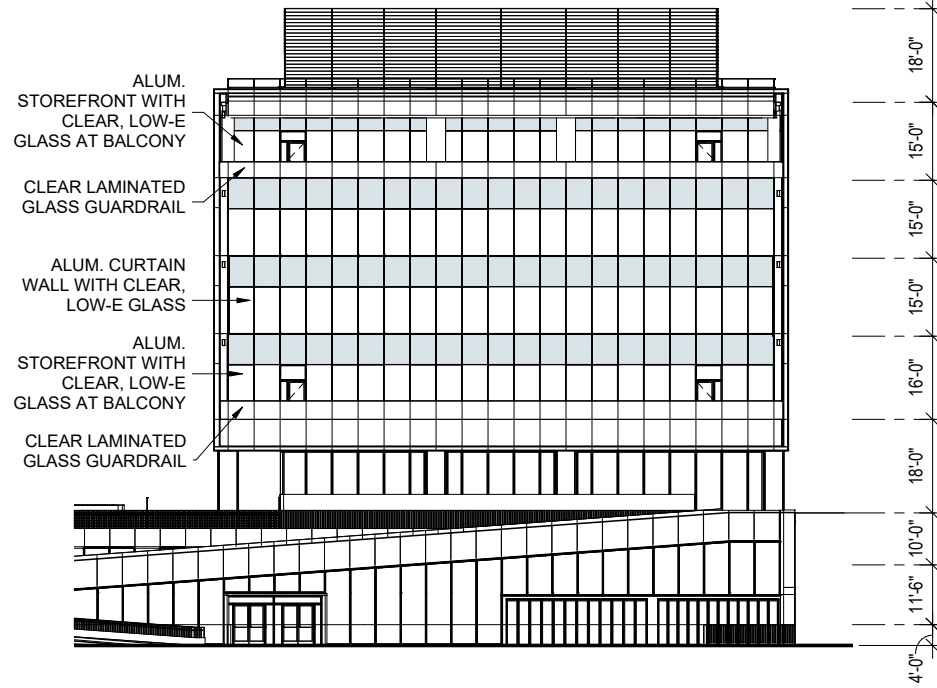 ALUM.
STOREFRONT WITH
CLEAR, LOW-E
GLASS AT BALCONY
CLEAR LAMINATED
GLASS GUARDRAIL
ALUM. CURTAIN
WALL WITH CLEAR,
LOW-E GLASS
ALUM.
STOREFRONT WITH
CLEAR, LOW-E
GLASS AT BALCONY
CLEAR LAMINATED
GLASS GUARDRAIL
18'-0"
15'-0"
15'-0"
15'-0"
16'-0"
18'-0"
10'-0"
11'-6"
4'-0"